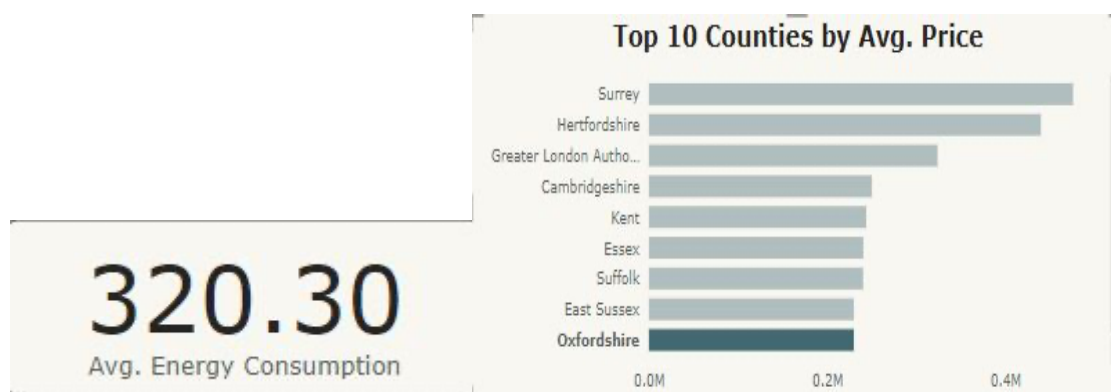 Top 10 Counties by Avg. Price
Surrey
Hertfordshire
Greater London Autho...
Cambridgeshire
Kent
Essex
Suffolk
East Sussex
Oxfordshire
0.0M 0.2M 0.4M
320.30
Avg. Energy Consumption